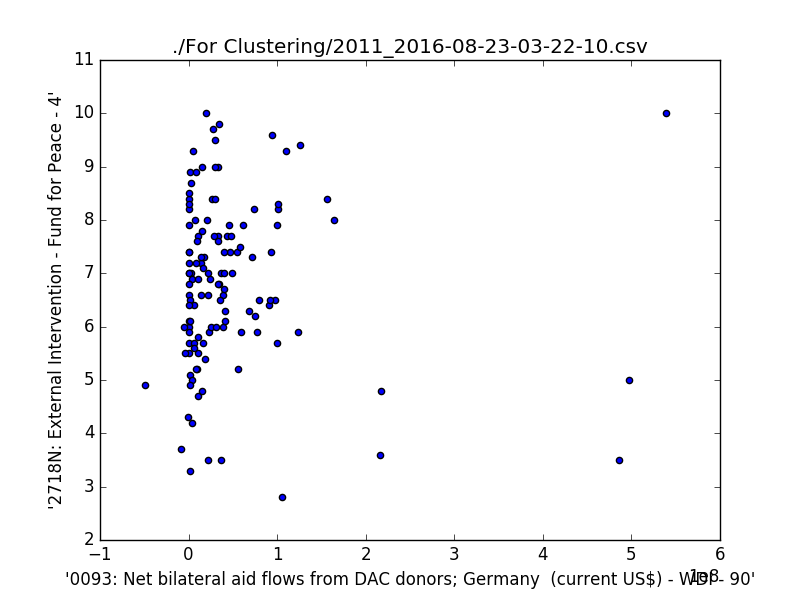 ./For Clustering/2011_2016-08-23-03-22-10.csv
'2718N: External Intervention - Fund for Peace - 4'
11
10
9
8
7
6
5
4
3
2
−1 0 1 2 3 4 5 6
1e8
'0093: Net bilateral aid flows from DAC donors; Germany  (current US$) - WDI - 90'